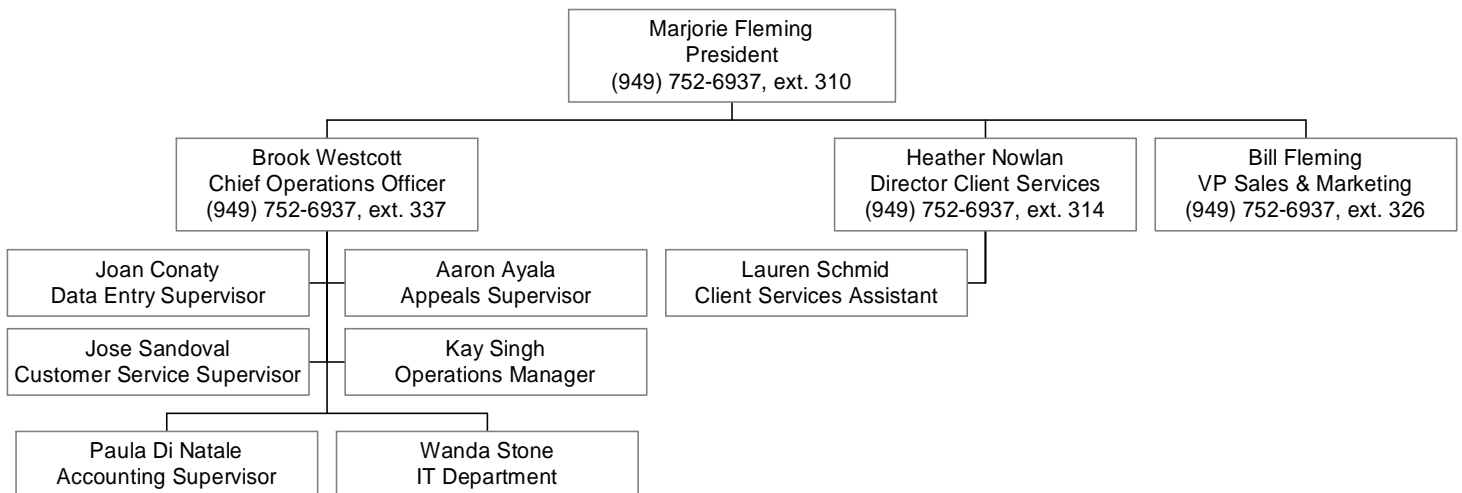 Marjorie Fleming
President
(949) 752-6937, ext. 310
Brook Westcott
Chief Operations Officer
(949) 752-6937, ext. 337
Heather Nowlan
Director Client Services
(949) 752-6937, ext. 314
Bill Fleming
VP Sales & Marketing
(949) 752-6937, ext. 326
Joan Conaty
Data Entry Supervisor
Aaron Ayala
Appeals Supervisor
Lauren Schmid
Client Services Assistant
Jose Sandoval
Customer Service Supervisor
Kay Singh
Operations Manager
Paula Di Natale
Accounting Supervisor
Wanda Stone
IT Department